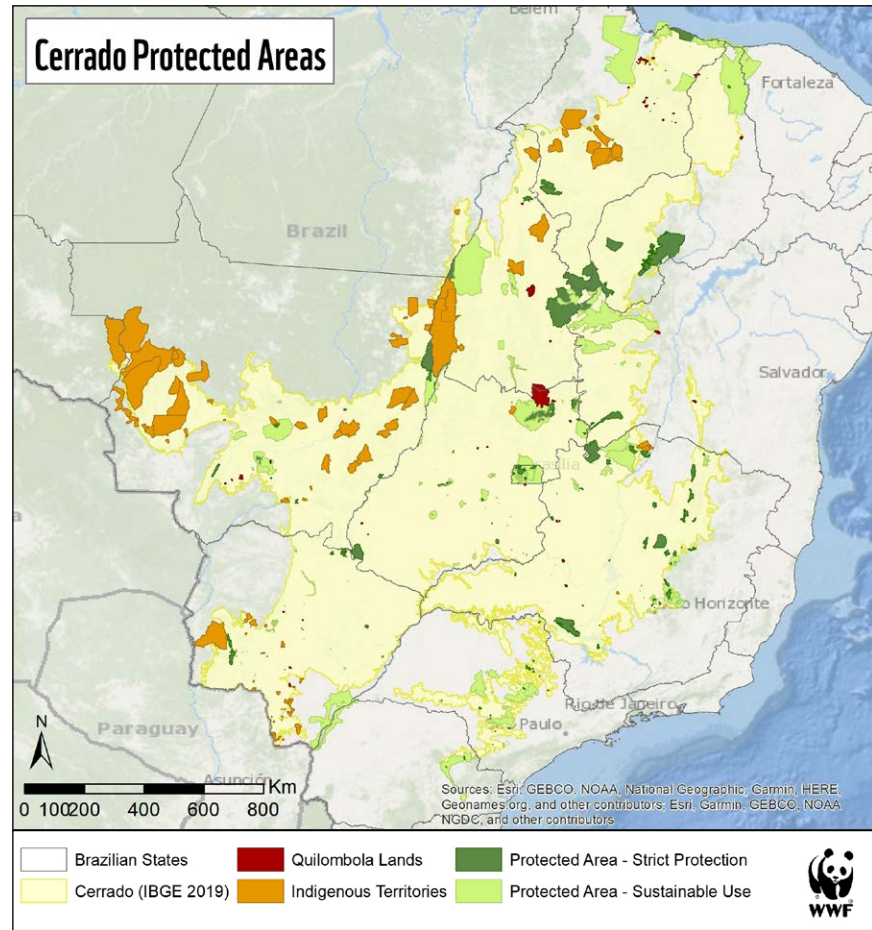 Cerrado Protected Areas
Belém
Fortaleza
Brazil
Salvador
Horizonte
Rio de Janeiro
Paulo
Paraguay
Asunción
N
Km
0 100200 400 600 800
Sources: Esri, GEBCO, NOAA, National Geographic, Garmin, HERE,
Geonames.org, and other contributors; Esri, Garmin, GEBCO, NOAA
NGDC, and other contributors
Brazilian States
Quilombola Lands
Protected Area - Strict Protection
Cerrado (IBGE 2019)
Indigenous Territories
Protected Area - Sustainable Use
WWF